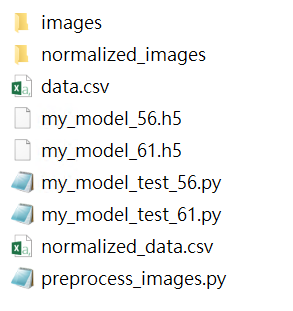 images
normalized_images
data.csv
my_model_56.h5
my_model_61.h5
my_model_test_56.py
my_model_test_61.py
normalized_data.csv
preprocess_images.py